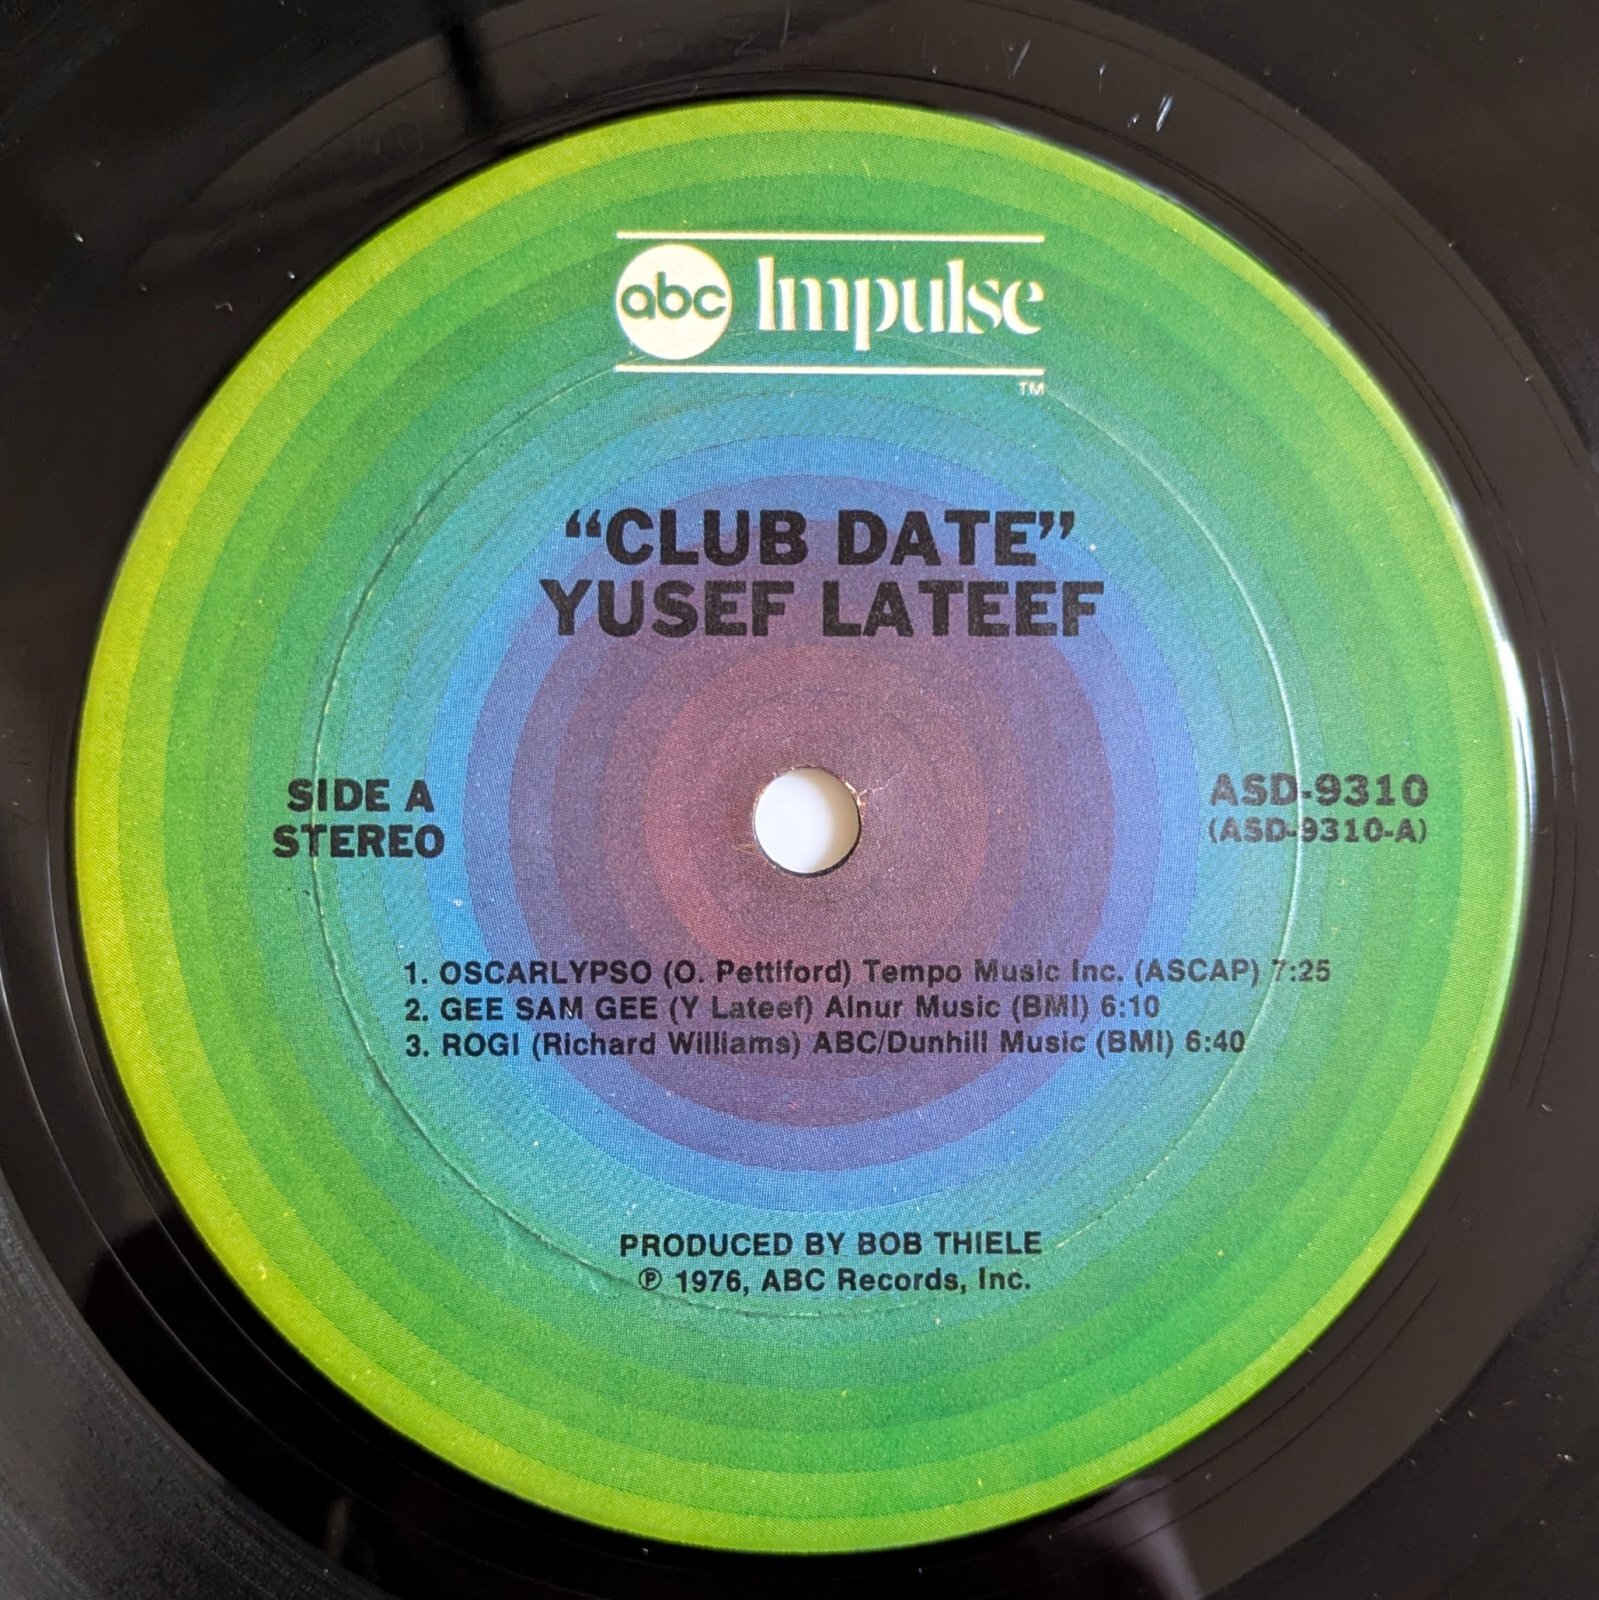 abc Impulse
TM
“CLUB DATE”
YUSEF LATEEF
SIDE A
STEREO
ASD-9310
(ASD-9310-A)
1. OSCARLYPSO (O. Pettiford) Tempo Music Inc. (ASCAP) 7:25
2. GEE SAM GEE (Y Lateef) Alnur Music (BMI) 6:10
3. ROGI (Richard Williams) ABC/Dunhill Music (BMI) 6:40
PRODUCED BY BOB THIELE
℗ 1976, ABC Records, Inc.